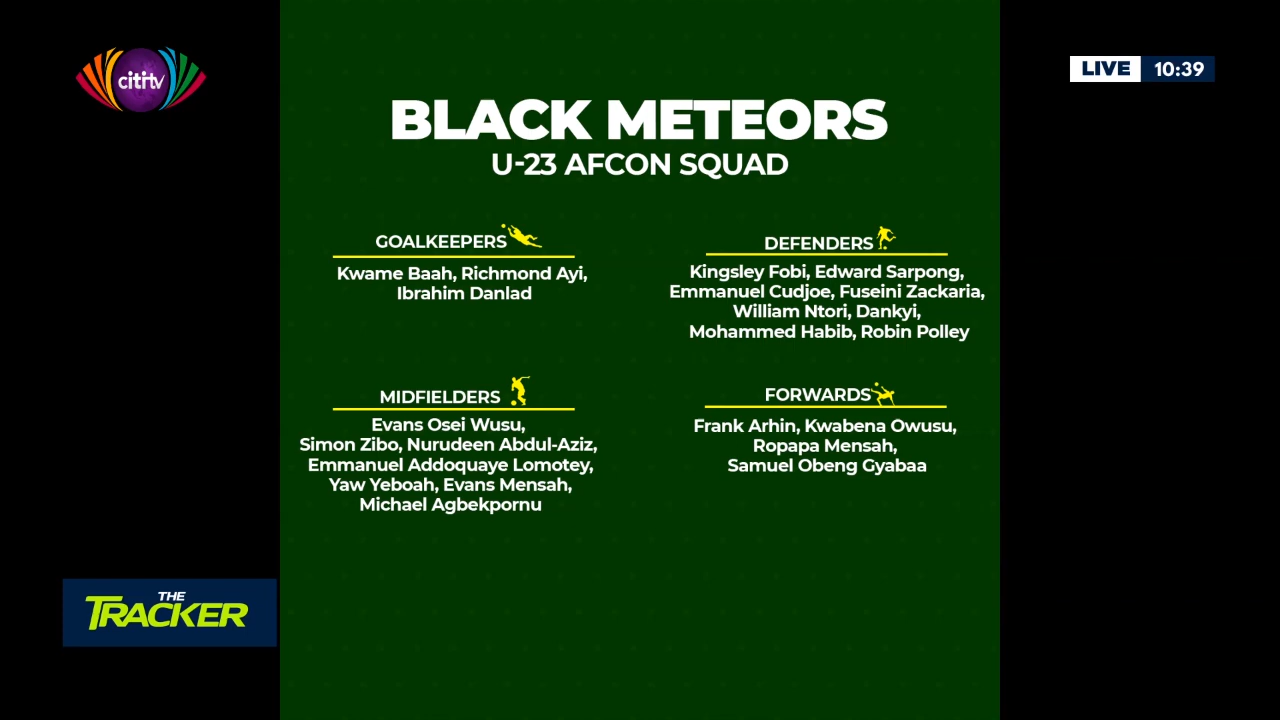 cititv
LIVE 10:39
BLACK METEORS
U-23 AFCON SQUAD
GOALKEEPERS
Kwame Baah, Richmond Ayi,
Ibrahim Danlad
DEFENDERS
Kingsley Fobi, Edward Sarpong,
Emmanuel Cudjoe, Fuseini Zackaria,
William Ntori, Dankyi,
Mohammed Habib, Robin Polley
MIDFIELDERS
Evans Osei Wusu,
Simon Zibo, Nurudeen Abdul-Aziz,
Emmanuel Addoquaye Lomotey,
Yaw Yeboah, Evans Mensah,
Michael Agbekpornu
FORWARDS
Frank Arhin, Kwabena Owusu,
Ropapa Mensah,
Samuel Obeng Gyabaa
THE
TRACKER